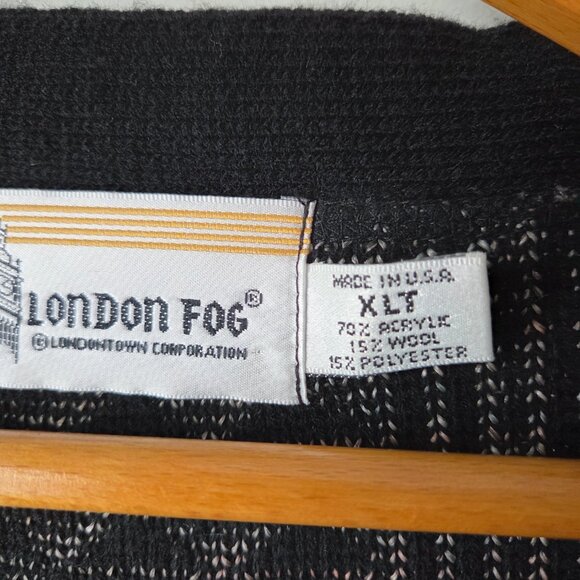 LONDON FOG®
©LONDONTOWN CORPORATION
MADE IN U.S.A
XLT
70% ACRYLIC
15% WOOL
15% POLYESTER